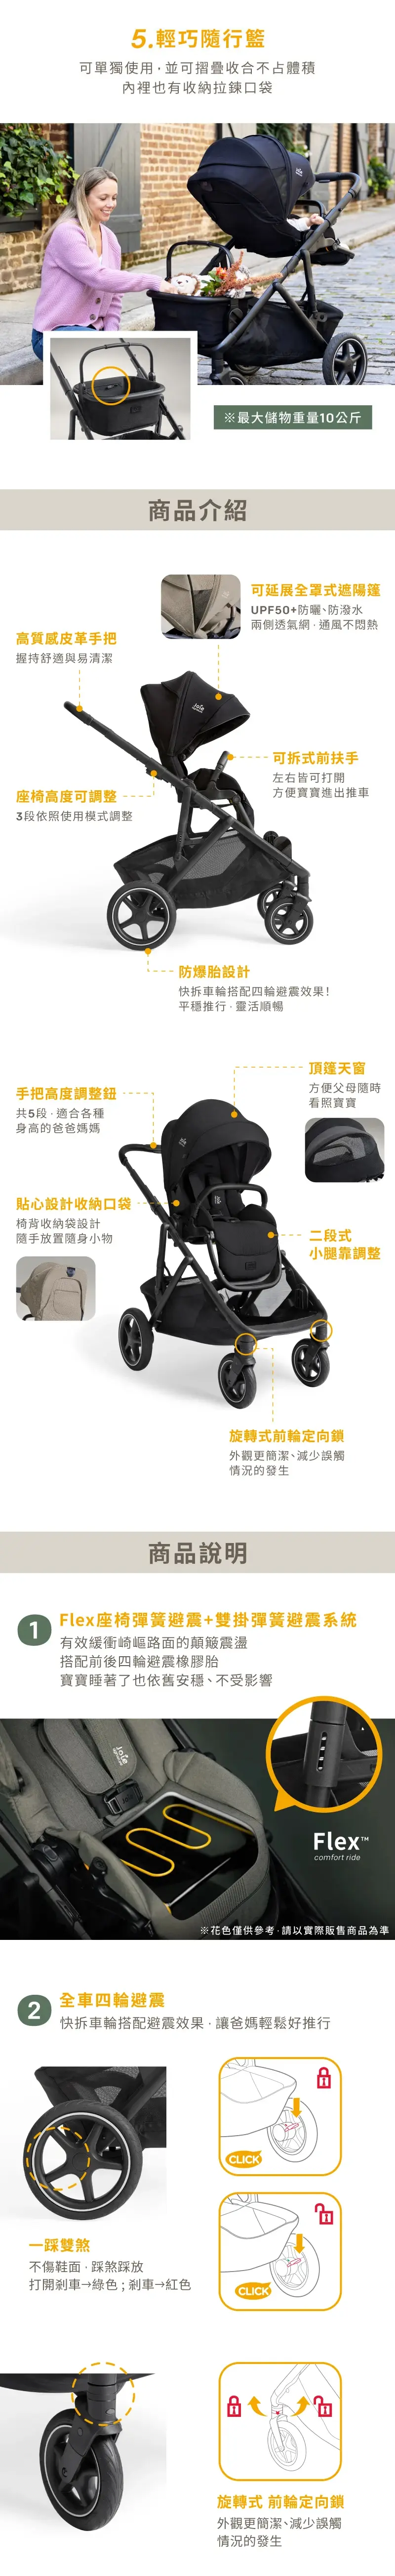 5.輕巧隨行籃
可單獨使用·並可摺疊收合不占體積
內裡也有收納拉鍊口袋
※最大儲物重量10公斤
商品介紹
可延展全罩式遮陽篷
UPF50+防曬、防潑水
兩側透氣網·通風不悶熱
高質感皮革手把
握持舒適與易清潔
Joie
可拆式前扶手
左右皆可打開
方便寶寶進出推車
座椅高度可調整
3段依照使用模式調整
防爆胎設計
快拆車輪搭配四輪避震效果!
平穩推行·靈活順暢
頂篷天窗
方便父母隨時
看照寶寶
手把高度調整鈕
共5段·適合各種
身高的爸爸媽媽
貼心設計收納口袋
椅背收納袋設計
隨手放置隨身小物
二段式
小腿靠調整
旋轉式前輪定向鎖
外觀更簡潔、減少誤觸
情況的發生
商品說明
1
Flex座椅彈簧避震+雙掛彈簧避震系統
有效緩衝崎嶇路面的顛簸震盪
搭配前後四輪避震橡膠胎
寶寶睡著了也依舊安穩、不受影響
Joie
Flex™
comfort ride
※花色僅供參考·請以實際販售商品為準
2
全車四輪避震
快拆車輪搭配避震效果·讓爸媽輕鬆好推行
CLICK
CLICK
一踩雙煞
不傷鞋面·踩煞踩放
打開剎車→綠色;剎車→紅色
旋轉式 前輪定向鎖
外觀更簡潔、減少誤觸
情況的發生